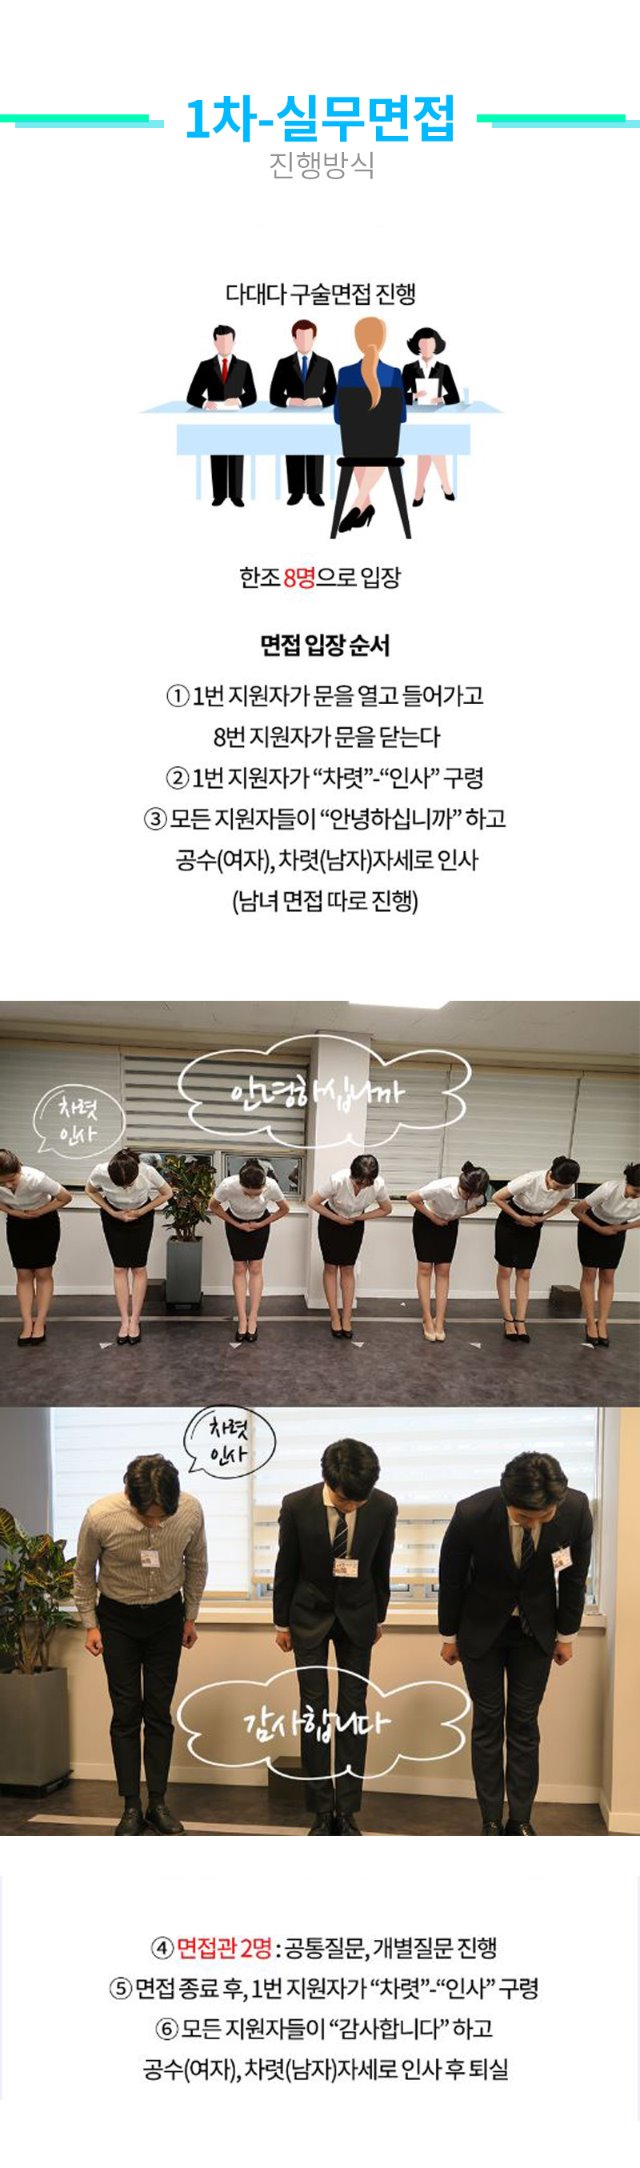 1차-실무면접
진행방식
다대다 구술면접 진행
한조 8명으로 입장
면접 입장 순서
① 1번 지원자가 문을 열고 들어가고
8번 지원자가 문을 닫는다
② 1번 지원자가 “차렷”-“인사” 구령
③ 모든 지원자들이 “안녕하십니까” 하고
공수(여자), 차렷(남자)자세로 인사
(남녀 면접 따로 진행)
안녕하십니까
차렷
인사
차렷
인사
감사합니다
④ 면접관 2명 : 공통질문, 개별질문 진행
⑤ 면접 종료 후, 1번 지원자가 “차렷”-“인사” 구령
⑥ 모든 지원자들이 “감사합니다” 하고
공수(여자), 차렷(남자)자세로 인사 후 퇴실